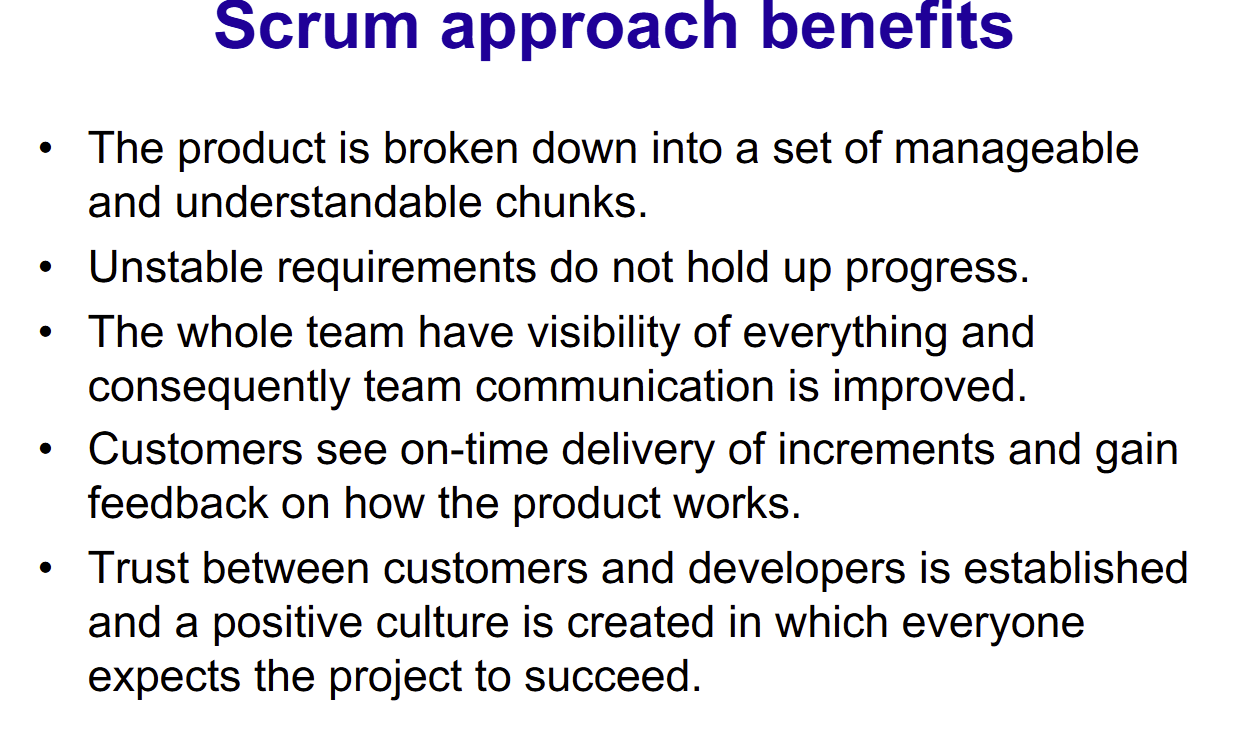 Scrum approach benefits
• The product is broken down into a set of manageable
and understandable chunks.
• Unstable requirements do not hold up progress.
• The whole team have visibility of everything and
consequently team communication is improved.
• Customers see on-time delivery of increments and gain
feedback on how the product works.
• Trust between customers and developers is established
and a positive culture is created in which everyone
expects the project to succeed.